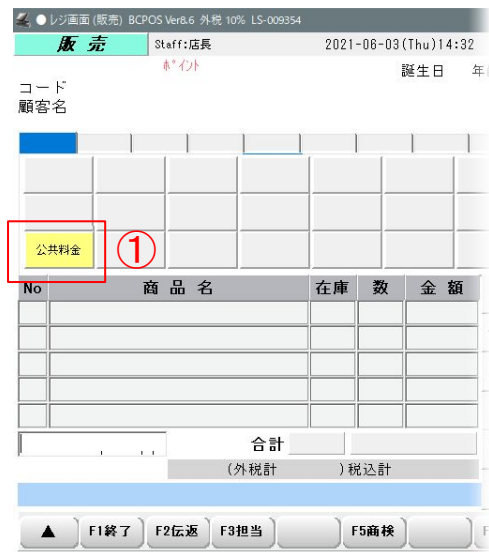 レジ画面 (販売) BCPOS Ver8.6 外税 10% LS-009354
販 売 Staff:店長 2021-06-03(Thu)14:32
ポイント 誕生日 年
コード
顧客名
公共料金 ①
No 商 品 名 在庫 数 金 額
合計
(外税計 )税込計
▲ F1終了 F2伝返 F3担当 F5商検 F